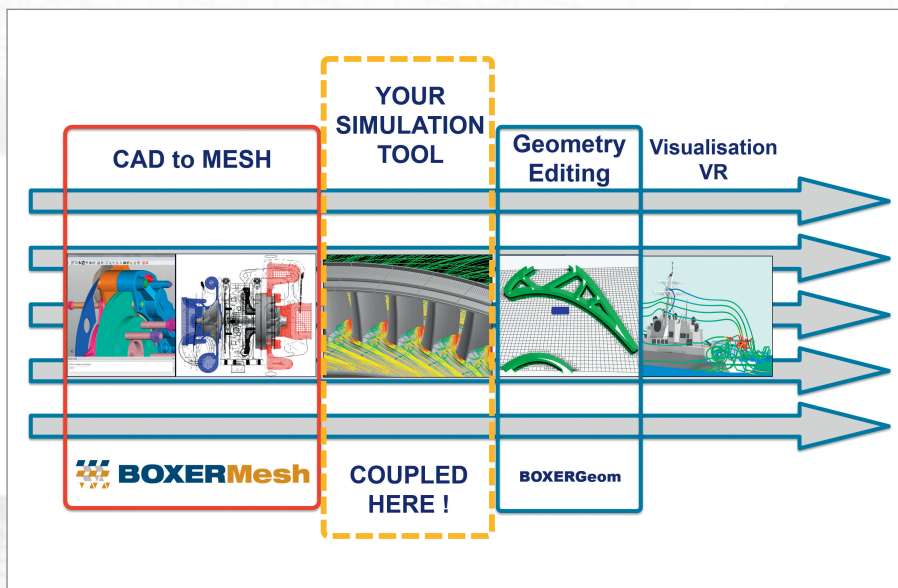 YOUR
SIMULATION
TOOL
CAD to MESH
Geometry
Editing
Visualisation
VR
BOXERMesh
COUPLED
HERE !
BOXERGeom